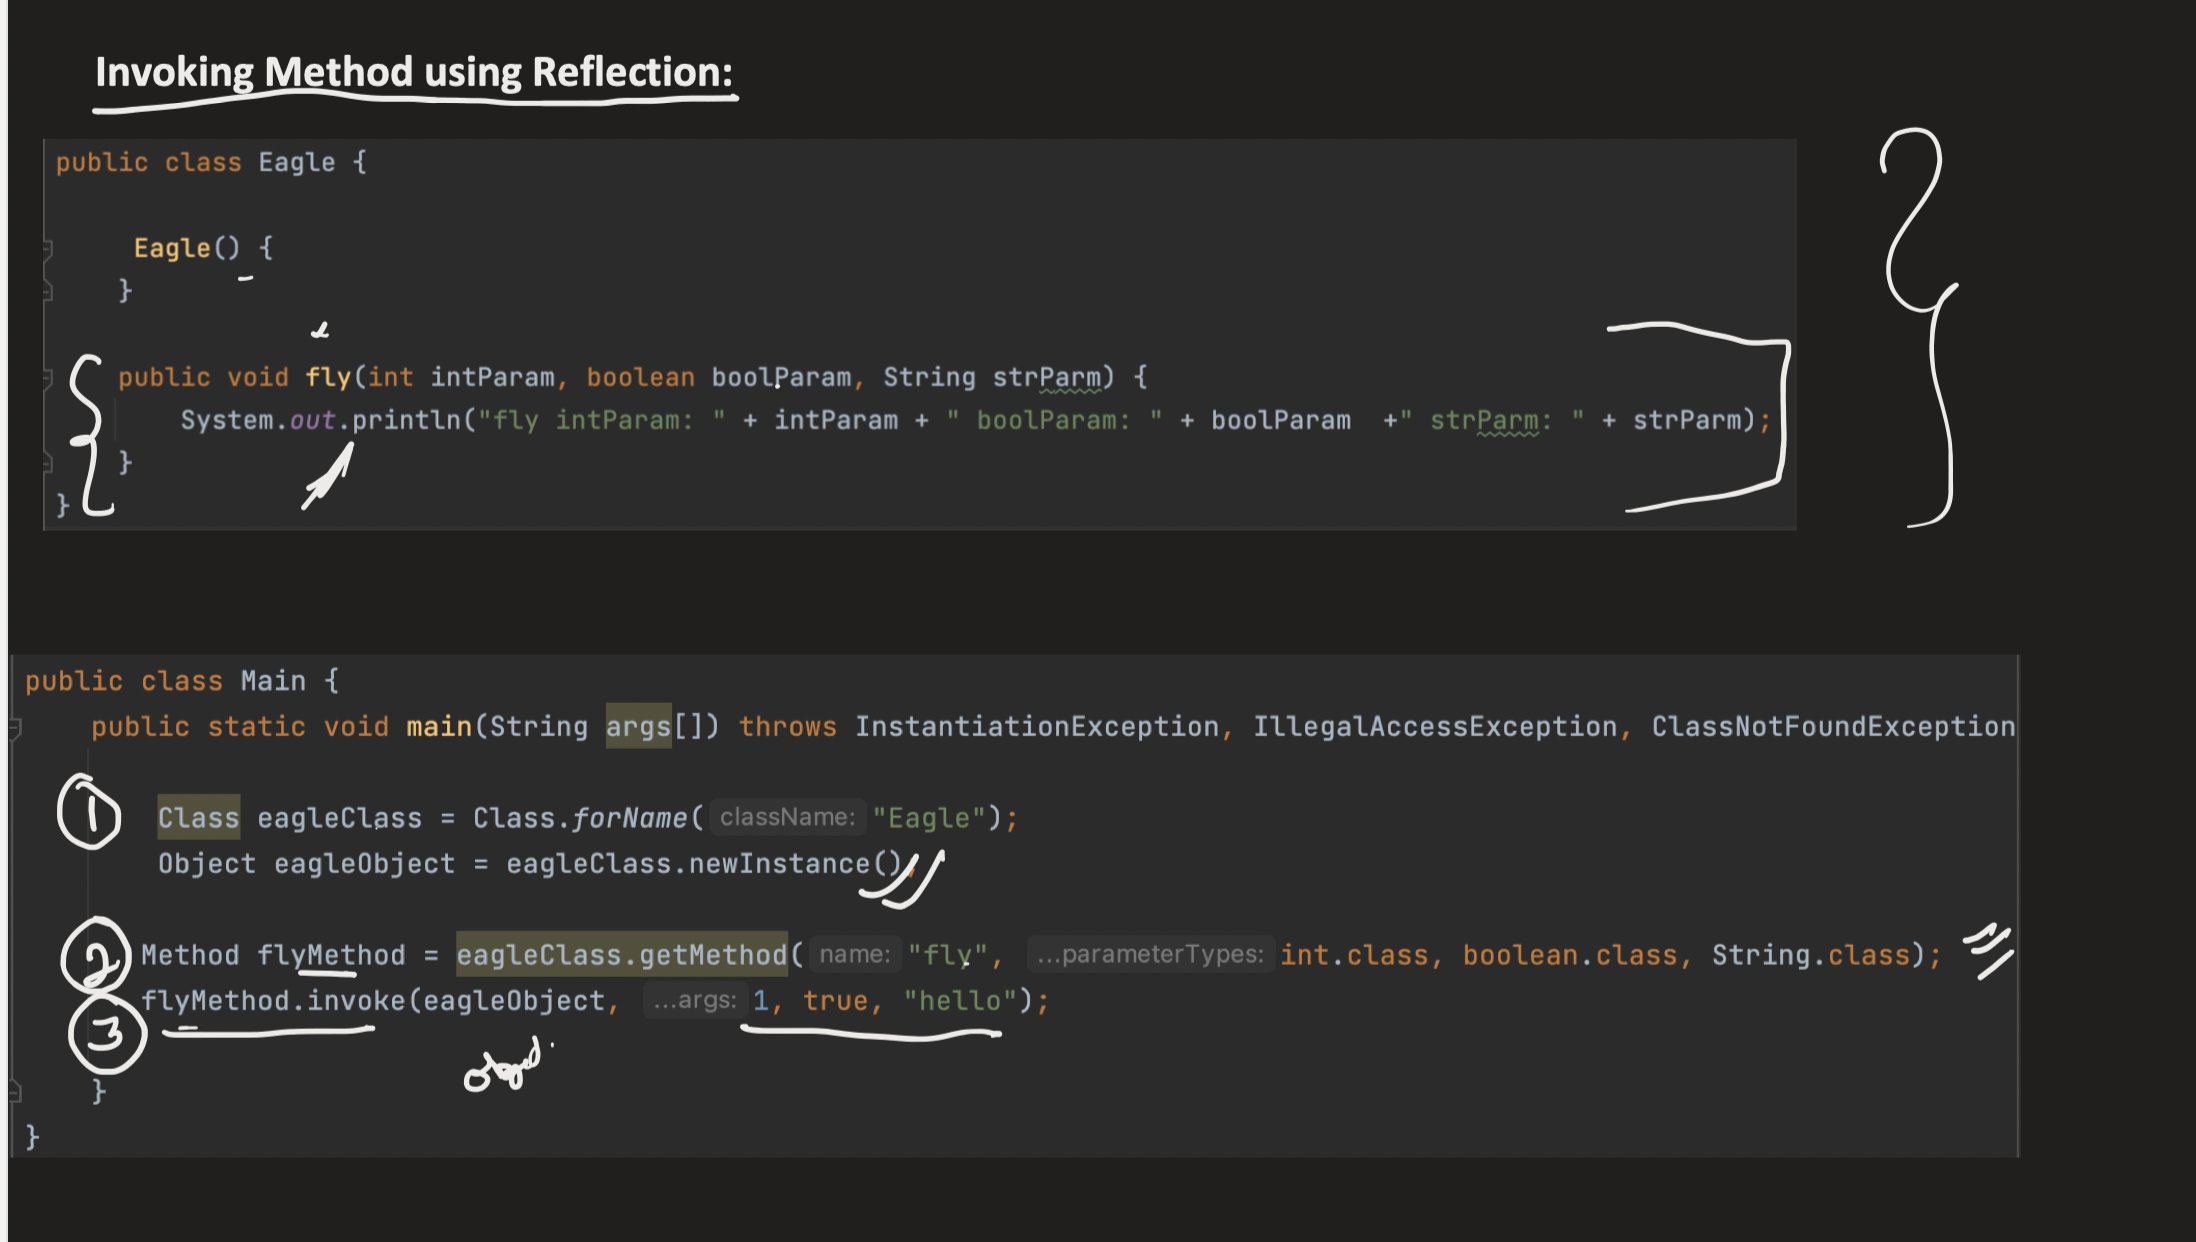 Invoking Method using Reflection:
public class Eagle {
Eagle() {
}
public void fly(int intParam, boolean boolParam, String strParm) {
System.out.println("fly intParam: " + intParam + " boolParam: " + boolParam  +" strParm: " + strParm);
}
}
public class Main {
public static void main(String args[]) throws InstantiationException, IllegalAccessException, ClassNotFoundException
1
Class eagleClass = Class.forName( className: "Eagle");
Object eagleObject = eagleClass.newInstance();
2 Method flyMethod = eagleClass.getMethod( name: "fly", ...parameterTypes: int.class, boolean.class, String.class);
3 flyMethod.invoke(eagleObject, ...args: 1, true, "hello");
}
}